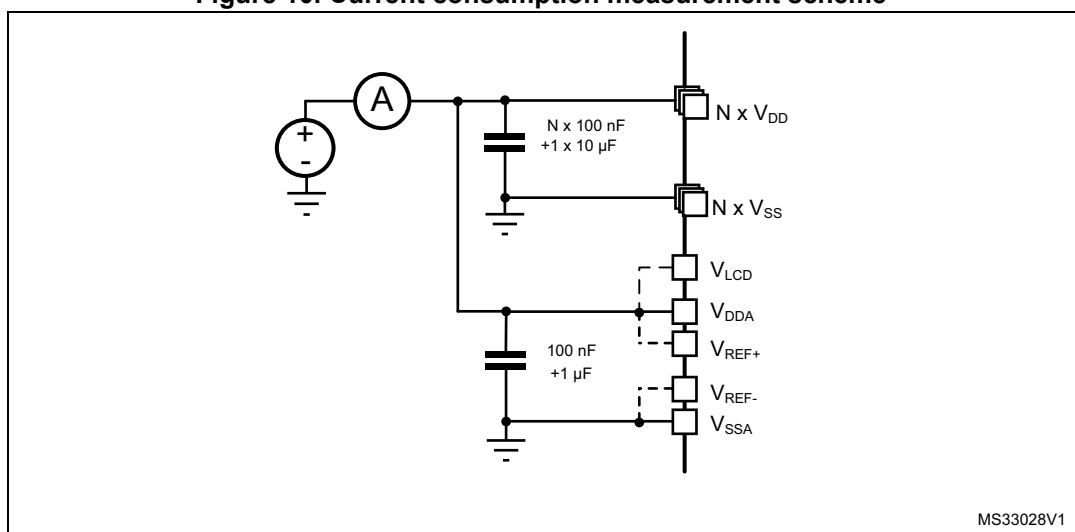 Figure 16. Current consumption measurement scheme
A
+
-
N x 100 nF
+1 x 10 µF
N x VDD
N x VSS
VLCD
VDDA
VREF+
100 nF
+1 µF
VREF-
VSSA
MS33028V1